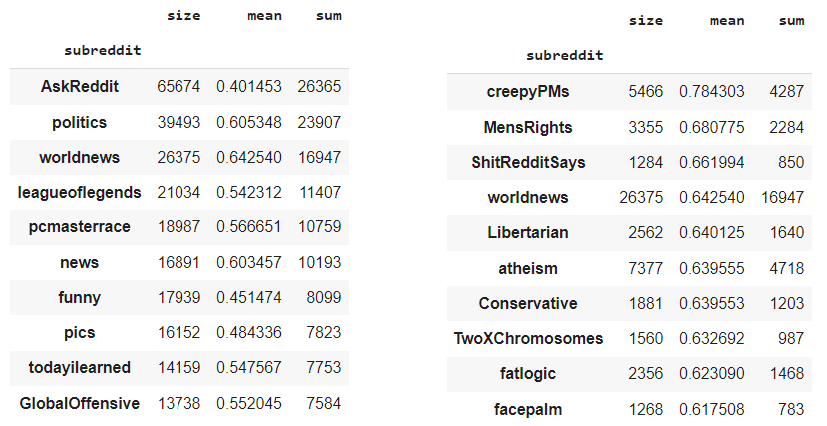 size mean sum
subreddit
AskReddit 65674 0.401453 26365
politics 39493 0.605348 23907
worldnews 26375 0.642540 16947
leagueoflegends 21034 0.542312 11407
pcmasterrace 18987 0.566651 10759
news 16891 0.603457 10193
funny 17939 0.451474 8099
pics 16152 0.484336 7823
todayilearned 14159 0.547567 7753
GlobalOffensive 13738 0.552045 7584
size mean sum
subreddit
creepyPMs 5466 0.784303 4287
MensRights 3355 0.680775 2284
ShitRedditSays 1284 0.661994 850
worldnews 26375 0.642540 16947
Libertarian 2562 0.640125 1640
atheism 7377 0.639555 4718
Conservative 1881 0.639553 1203
TwoXChromosomes 1560 0.632692 987
fatlogic 2356 0.623090 1468
facepalm 1268 0.617508 783